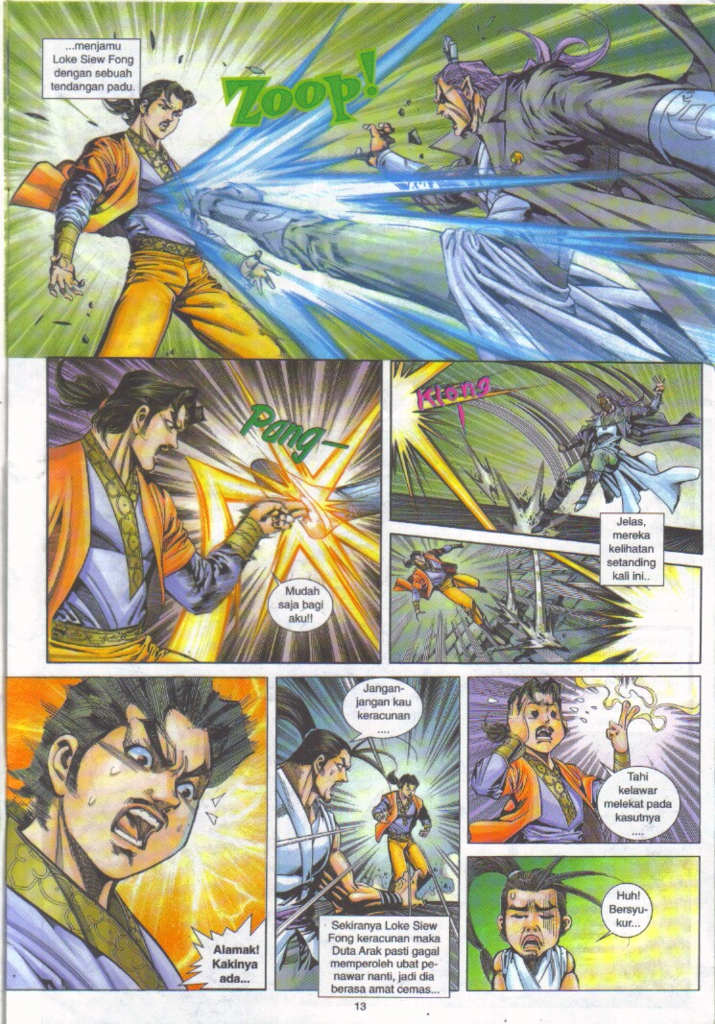 ...menjamu
Loke Siew Fong
dengan sebuah
tendangan padu.
Zoop!
Pang—
Mudah
saja bagi
aku!!
Klong
Jelas,
mereka
kelihatan
setanding
kali ini..
Alamak!
Kakinya
ada...
Jangan-
jangan kau
keracunan
....
Sekiranya Loke Siew
Fong keracunan maka
Duta Arak pasti gagal
memperoleh ubat pe-
nawar nanti, jadi dia
berasa amat cemas...
Tahi
kelawar
melekat pada
kasutnya
....
Huh!
Bersyu-
kur...
13